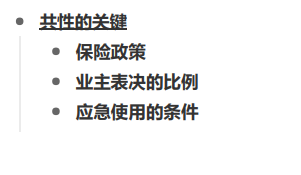 共性的关键
保险政策
业主表决的比例
应急使用的条件